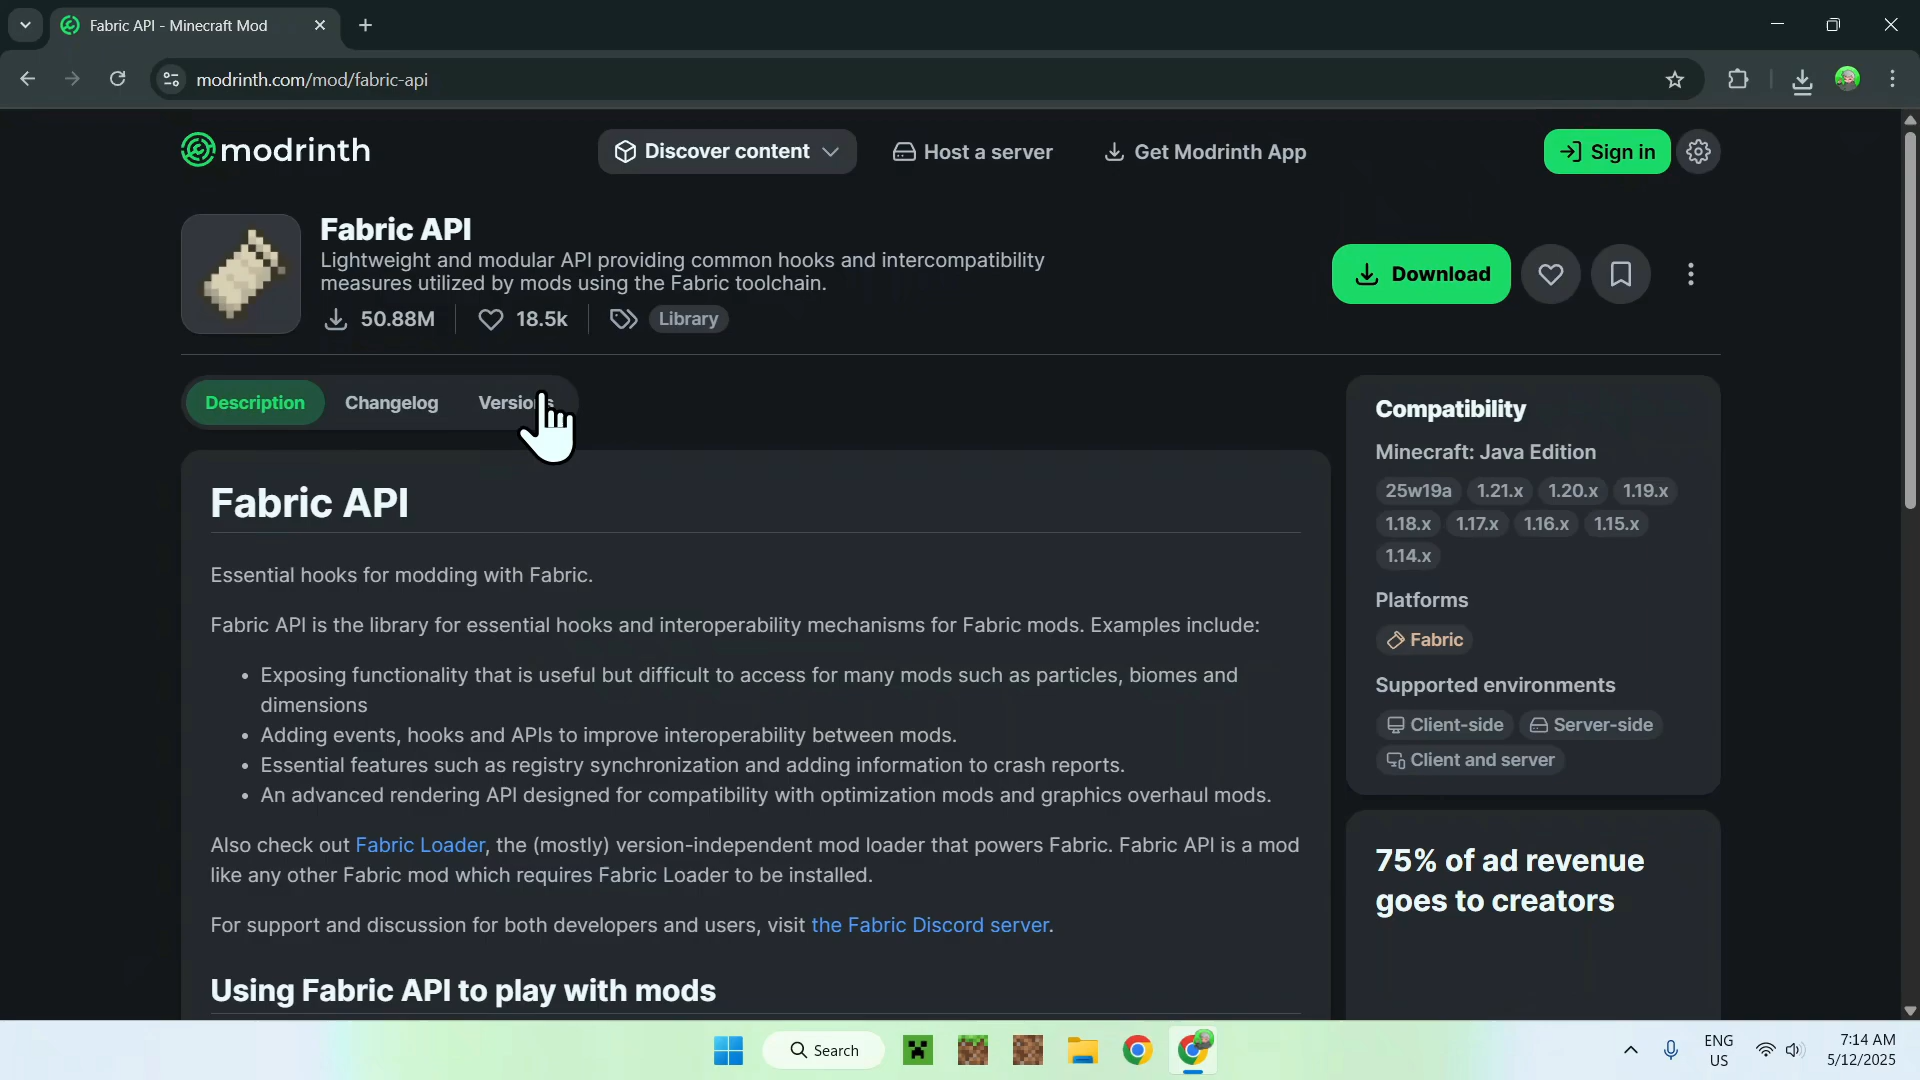 Fabric API - Minecraft Mod
modrinth.com/mod/fabric-api
modrinth
Discover content
Host a server
Get Modrinth App
Sign in
Fabric API
Lightweight and modular API providing common hooks and intercompatibility
measures utilized by mods using the Fabric toolchain.
50.88M
18.5k
Library
Download
Description
Changelog
Versions
Compatibility
Minecraft: Java Edition
25w19a 1.21.x 1.20.x 1.19.x
1.18.x 1.17.x 1.16.x 1.15.x
1.14.x
Platforms
Fabric
Supported environments
Client-side Server-side
Client and server
75% of ad revenue
goes to creators
Fabric API
Essential hooks for modding with Fabric.
Fabric API is the library for essential hooks and interoperability mechanisms for Fabric mods. Examples include:
• Exposing functionality that is useful but difficult to access for many mods such as particles, biomes and
dimensions
• Adding events, hooks and APIs to improve interoperability between mods.
• Essential features such as registry synchronization and adding information to crash reports.
• An advanced rendering API designed for compatibility with optimization mods and graphics overhaul mods.
Also check out Fabric Loader, the (mostly) version-independent mod loader that powers Fabric. Fabric API is a mod
like any other Fabric mod which requires Fabric Loader to be installed.
For support and discussion for both developers and users, visit the Fabric Discord server.
Using Fabric API to play with mods
Search
ENG
US
7:14 AM
5/12/2025